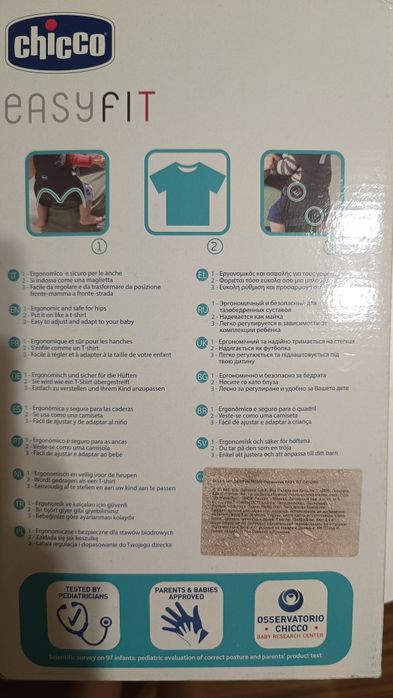 chicco
EASYFIT
1
2
IT 1 - Ergonomico e sicuro per le anche
2 - Si indossa come una maglietta
3 - Facile da regolare e da trasformare da posizione
fronte-mamma a fronte-strada
EN 1 - Ergonomic and safe for hips
2 - Put it on like a t-shirt
3 - Easy to adjust and adapt to your baby
FR 1 - Ergonomique et sûr pour les hanches
2 - S'enfile comme un t-shirt
3 - Facile à régler et à adapter à la taille de votre enfant
DE 1 - Ergonomisch und sicher für die Hüften
2 - Sie wird wie ein T-Shirt übergestreift
3 - Einfach zu verstellen und Ihrem Kind anzupassen
ES 1 - Ergonómica y segura para las caderas
2 - Se usa como una camiseta
3 - Fácil de ajustar y de adaptar al niño
PT 1 - Ergonómico e seguro para as ancas
2 - Veste-se como uma camisola
3 - Fácil de ajustar e adaptar ao bebé
NL 1 - Ergonomisch en veilig voor de heupen
2 - Wordt gedragen als een T-shirt
3 - Eenvoudig af te stellen en aan uw kind aan te passen
TR 1 - Ergonomik ve kalçaları için güvenli
2 - Bir tişört giyer gibi giyebilirsiniz
3 - Bebeğinize göre ayarlanması kolaydır
PL 1 - Ergonomiczne i bezpieczne dla stawów biodrowych
2 - Zakłada się jak koszulkę
3 - Łatwa regulacja i dopasowanie do Twojego dziecka
EL 1 - Εργονομικός και ασφαλής για τους
2 - Φοριέται τόσο εύκολα όσο μια
3 - Εύκολη ρύθμιση και προσαρμογή
RU 1 - Эргономичный и безопасный для
тазобедренных суставов
2 - Надевается как майка
3 - Легко регулируется в зависимости от
комплекции ребёнка
UK 1 - Ергономічний та надійно тримається на стегнах
2 - Надягається як футболка
3 - Легко регулюється та підлаштовується під
твою дитину
BG 1 - Ергономично и безопасно за бедрата
2 - Носите го като блуза
3 - Лесно за регулиране и удобно за Вашето дете
BR 1 - Ergonômico e seguro para o quadril
2 - Veste-se como uma camiseta
3 - Fácil de ajustar e adaptar à criança
SV 1 - Ergonomisk och säker för höfterna
2 - Du tar på den som en tröja
3 - Enkel att justera och att anpassa till ditt barn
TESTED BY
PEDIATRICIANS
PARENTS & BABIES
APPROVED
OSSERVATORIO
CHICCO
BABY RESEARCH CENTER
Scientific survey on 97 infants: pediatric evaluation of correct posture and parents' product test.